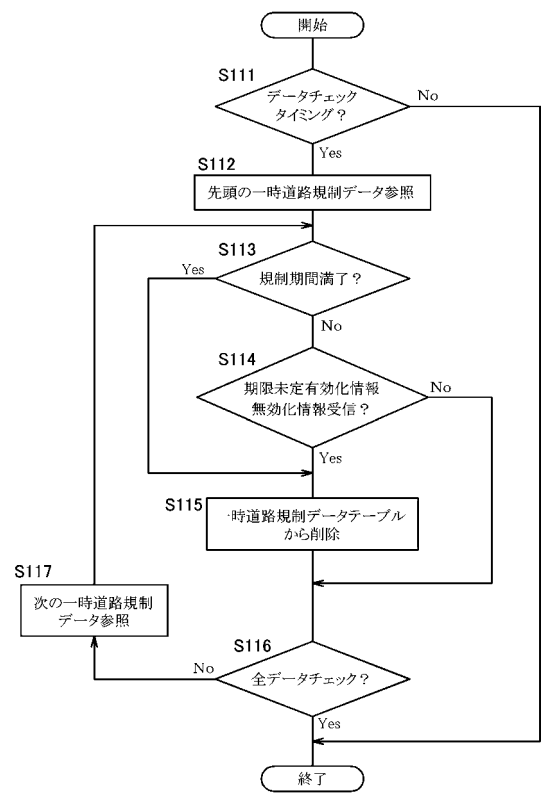 開始
S111
データチェック
タイミング？
No
Yes
S112
先頭の一時道路規制データ参照
S113
Yes
規制期間満了？
No
S114
期限未定有効化情報
無効化情報受信？
No
Yes
S115
一時道路規制データテーブル
から削除
S117
次の一時道路規制
データ参照
S116
No
全データチェック？
Yes
終了